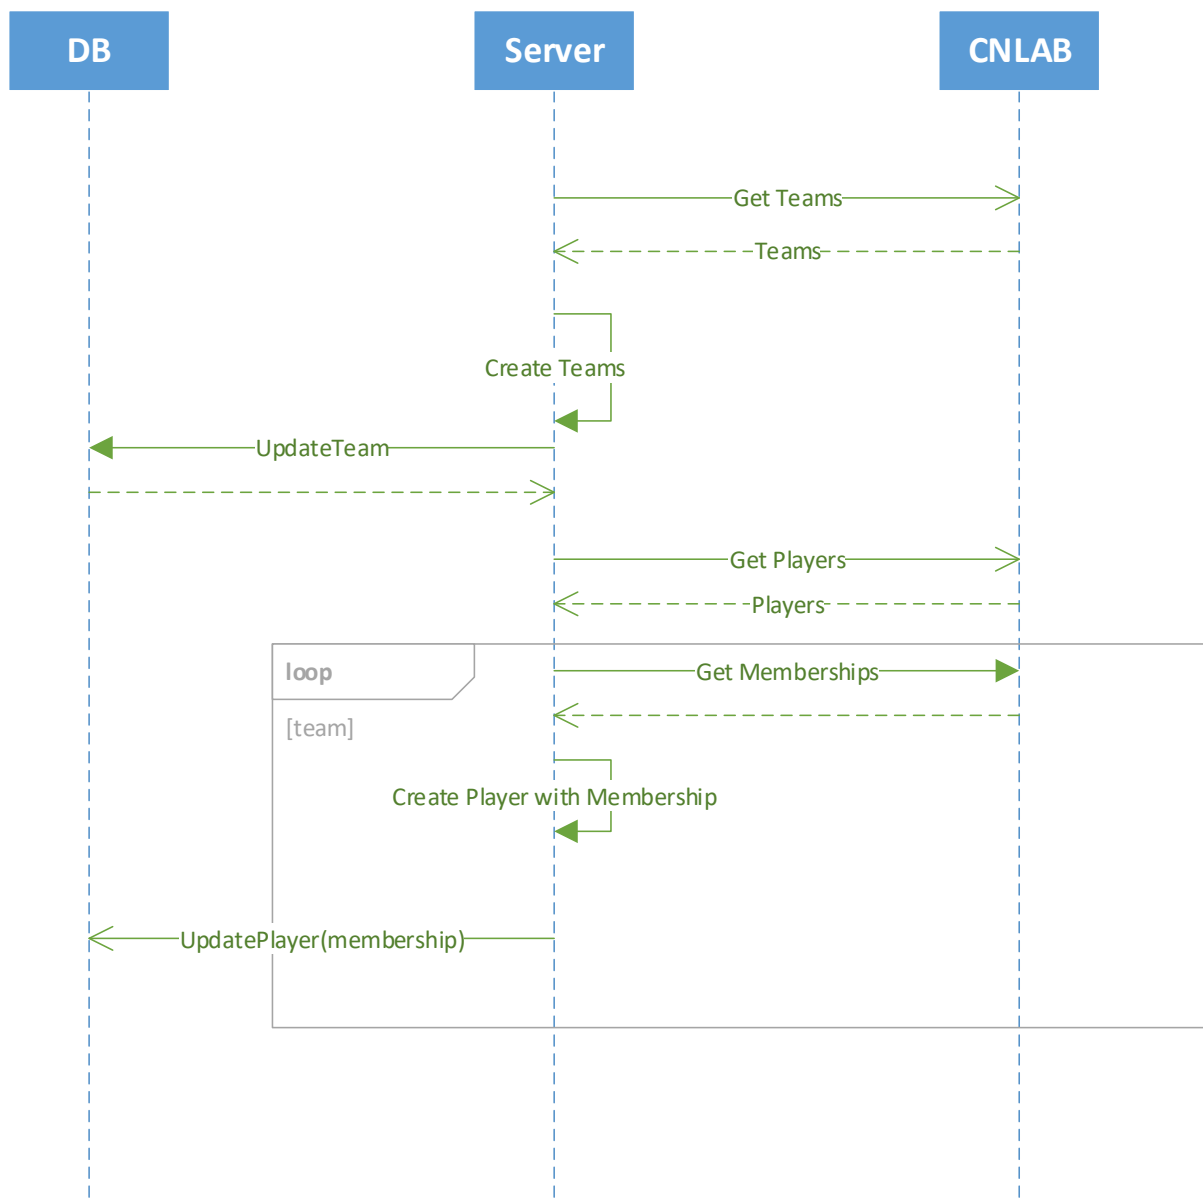 DB
Server
CNLAB
Get Teams
Teams
Create Teams
UpdateTeam
Get Players
Players
loop
Get Memberships
[team]
Create Player with Membership
UpdatePlayer(membership)